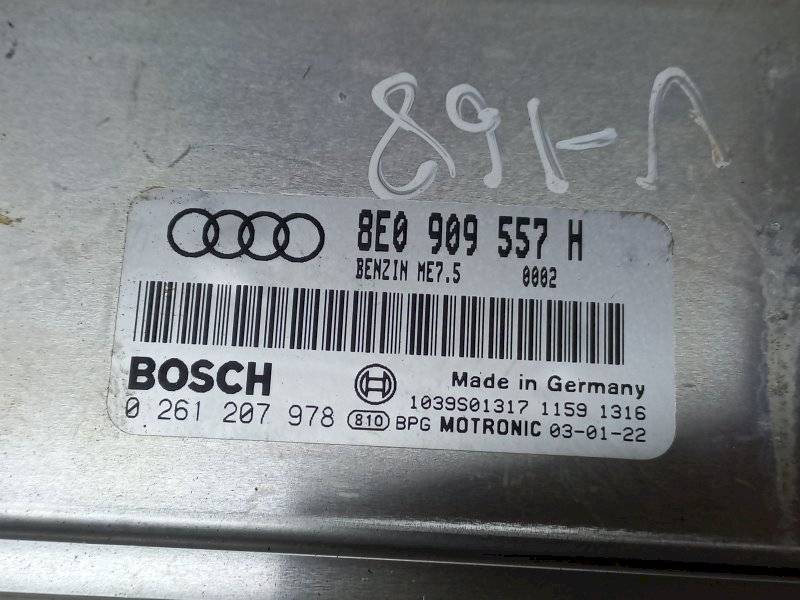 891-1
8E0 909 557 H
BENZIN ME7.5 0002
BOSCH
Made in Germany
1039S01317 1159 1316
0 261 207 978 810 BPG MOTRONIC 03-01-22